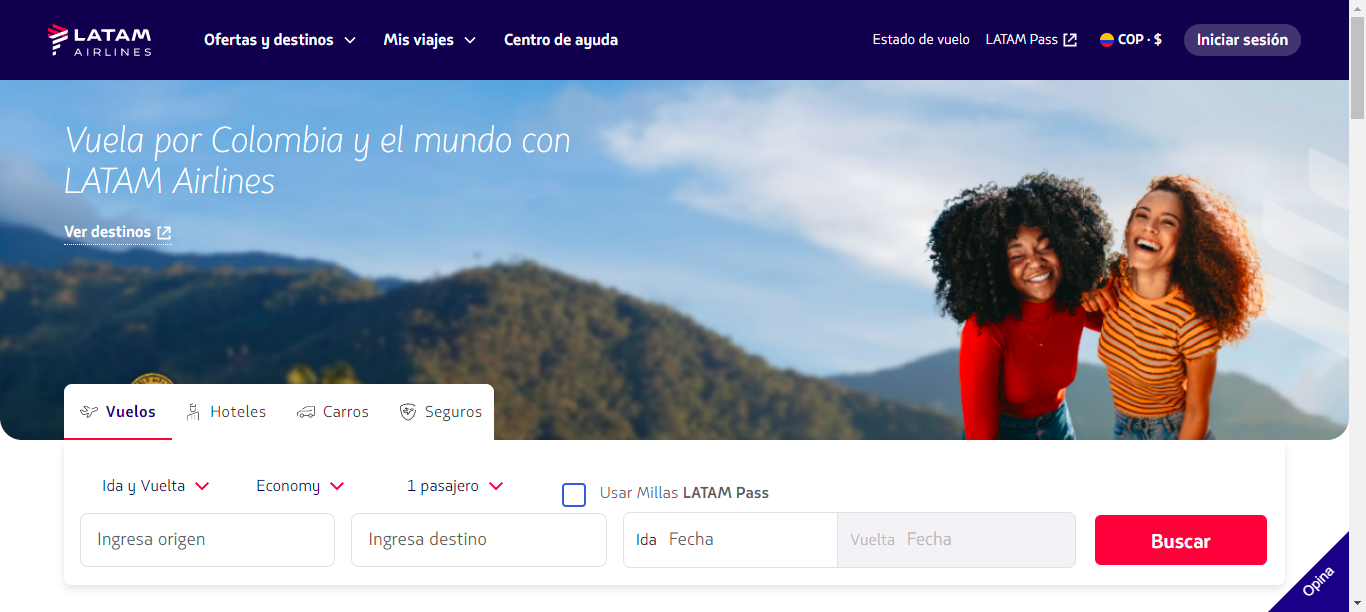 LATAM
AIRLINES
Ofertas y destinos
Mis viajes
Centro de ayuda
Estado de vuelo
LATAM Pass
COP · $
Iniciar sesión
Vuela por Colombia y el mundo con
LATAM Airlines
Ver destinos
Vuelos
Hoteles
Carros
Seguros
Ida y Vuelta
Economy
1 pasajero
Usar Millas LATAM Pass
Ingresa origen
Ingresa destino
Ida Fecha
Vuelta Fecha
Buscar
Opina